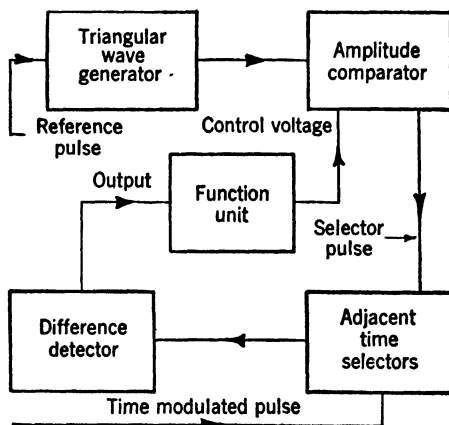 Triangular
wave
generator
Amplitude
comparator
Reference
pulse
Control voltage
Output
Function
unit
Selector
pulse
Difference
detector
Adjacent
time
selectors
Time modulated pulse